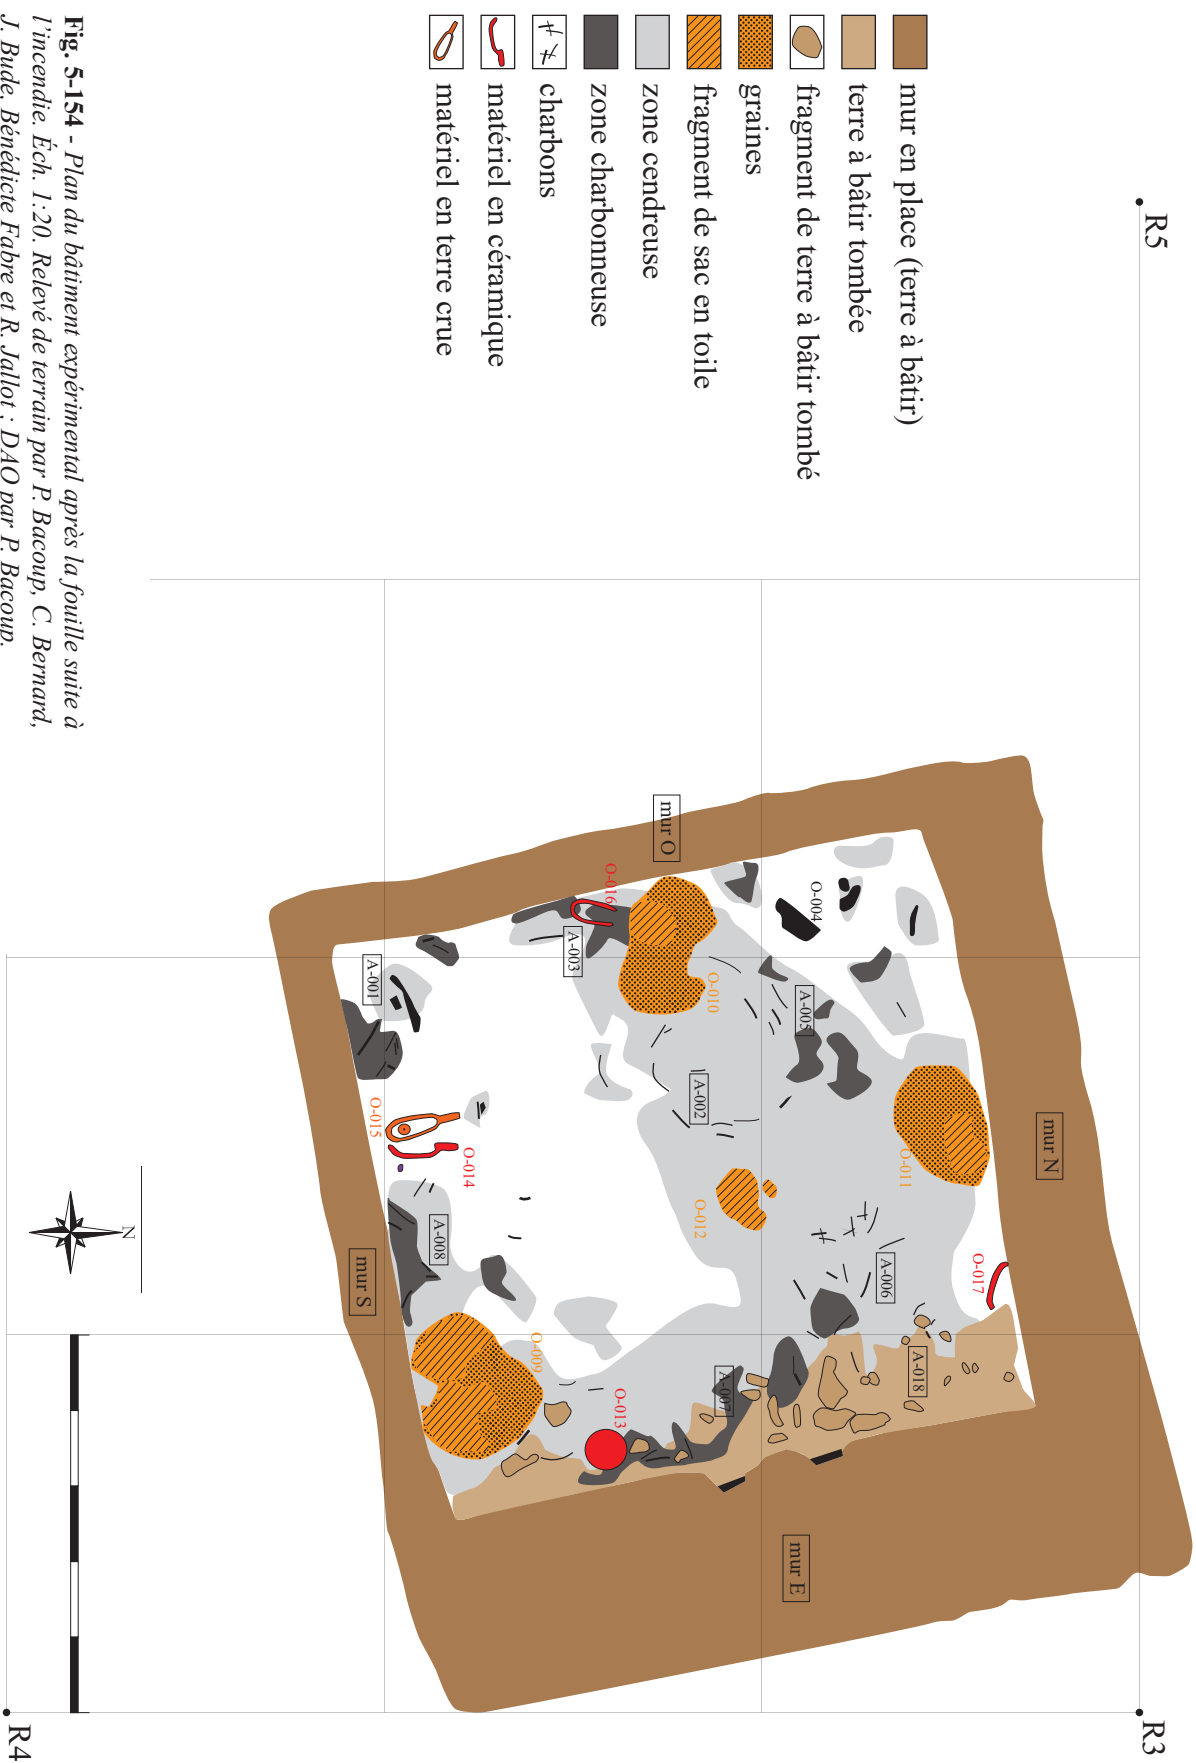 R5
R3
R4
mur en place (terre à bâtir)
terre à bâtir tombée
fragment de terre à bâtir tombé
graines
fragment de sac en toile
zone cendreuse
zone charbonneuse
charbons
matériel en céramique
matériel en terre crue
mur N
mur O
mur E
mur S
O-004
O-016
A-003
O-010
A-005
A-001
A-002
O-011
O-015
O-014
O-012
O-017
A-006
A-008
A-018
O-009
A-007
O-013
N
Fig. 5-154 - Plan du bâtiment expérimental après la fouille suite à
l'incendie. Éch. 1:20. Relevé de terrain par P. Bacoup, C. Bernard,
J. Bude, Bénédicte Fabre et R. Jallot ; DAO par P. Bacoup.